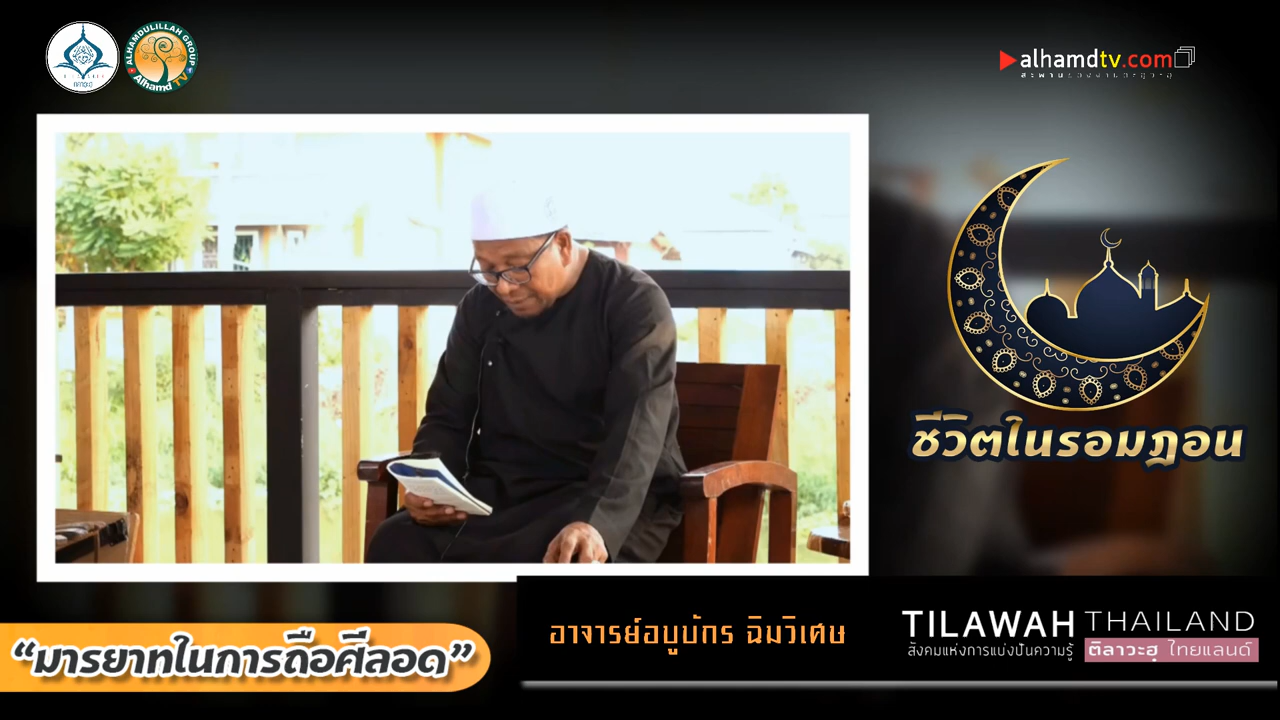 ALHAMDULILLAH GROUP
Alhamd TV
alhamdtv.com
ชีวิตในรอมฎอน
“มารยาทในการถือศีลอด”
อาจารย์อบูบักร ฉิมวิเศษ
TILAWAH THAILAND
สังคมแห่งการแบ่งปันความรู้ ติลาวะฮฺ ไทยแลนด์